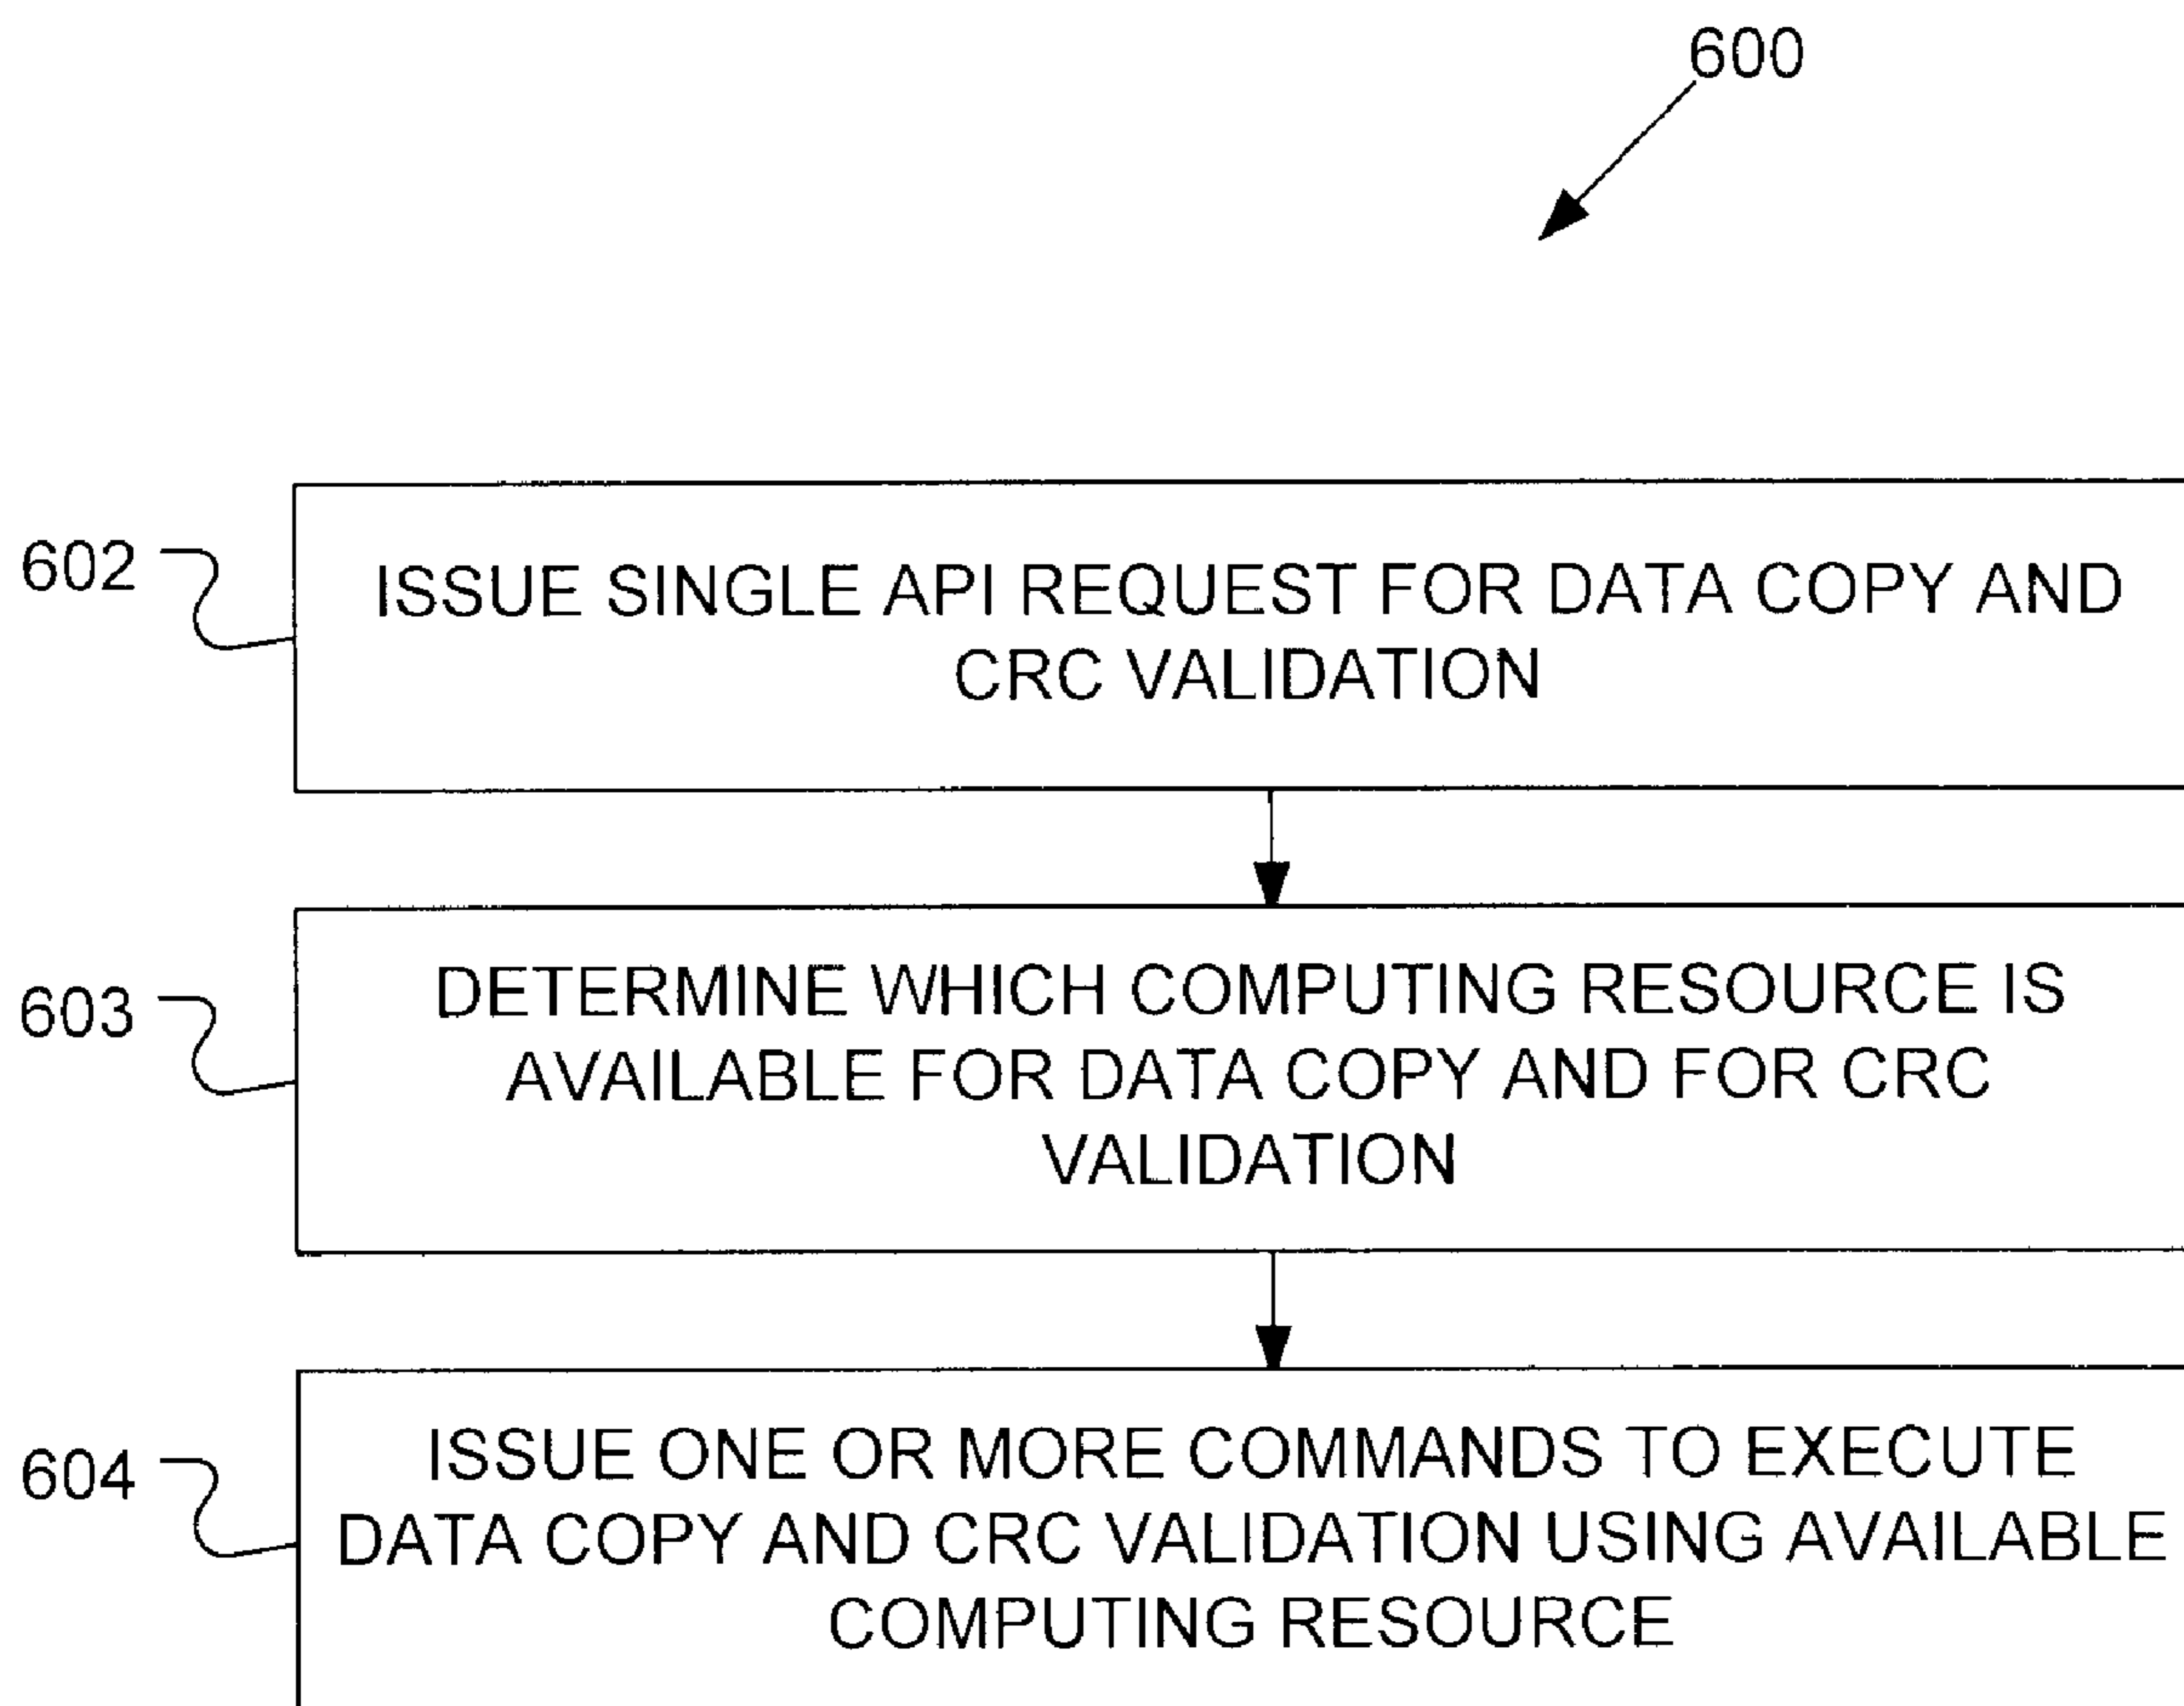 600
602
ISSUE SINGLE API REQUEST FOR DATA COPY AND
CRC VALIDATION
603
DETERMINE WHICH COMPUTING RESOURCE IS
AVAILABLE FOR DATA COPY AND FOR CRC
VALIDATION
604
ISSUE ONE OR MORE COMMANDS TO EXECUTE
DATA COPY AND CRC VALIDATION USING AVAILABLE
COMPUTING RESOURCE